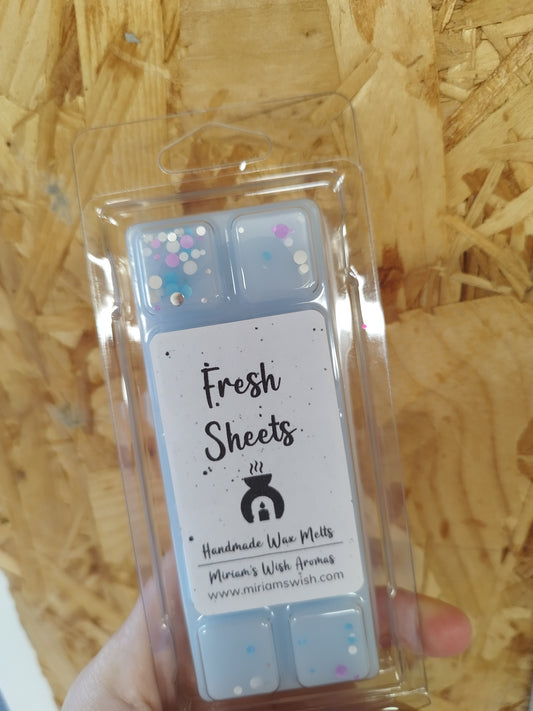 Fresh
Sheets
Handmade Wax Melts
Miriam's Wish Aromas
www.miriamswish.com